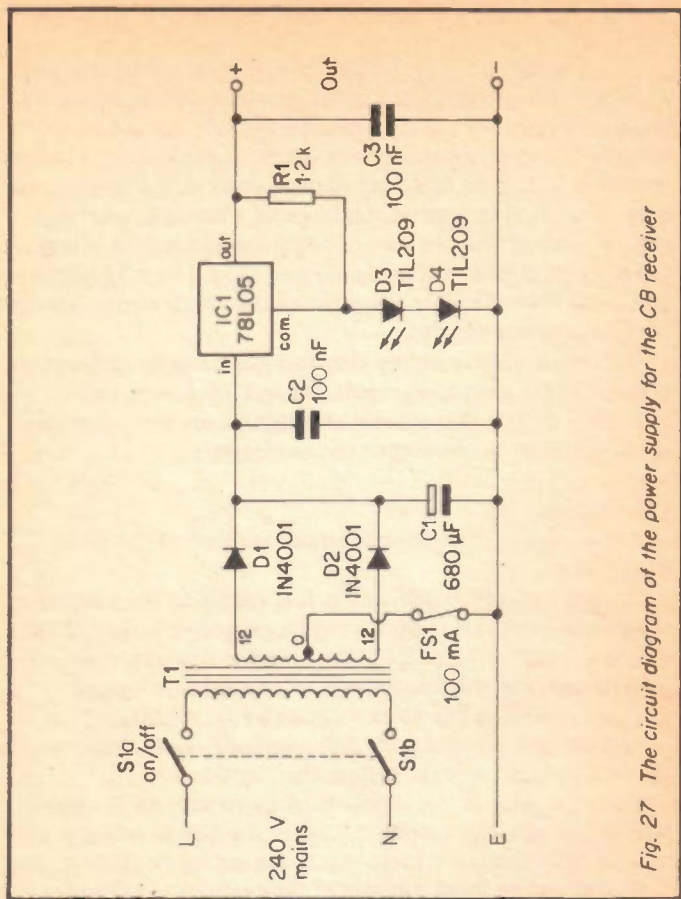 L
240 V
mains
N
E
S1a
on/off
S1b
T1
12
0
12
FS1
100 mA
D1
1N4001
D2
1N4001
C1
680 µF
C2
100 nF
in
IC1
78L05
out
com.
R1
1·2 k
D3
TIL209
D4
TIL209
C3
100 nF
+
Out
-
Fig. 27 The circuit diagram of the power supply for the CB receiver